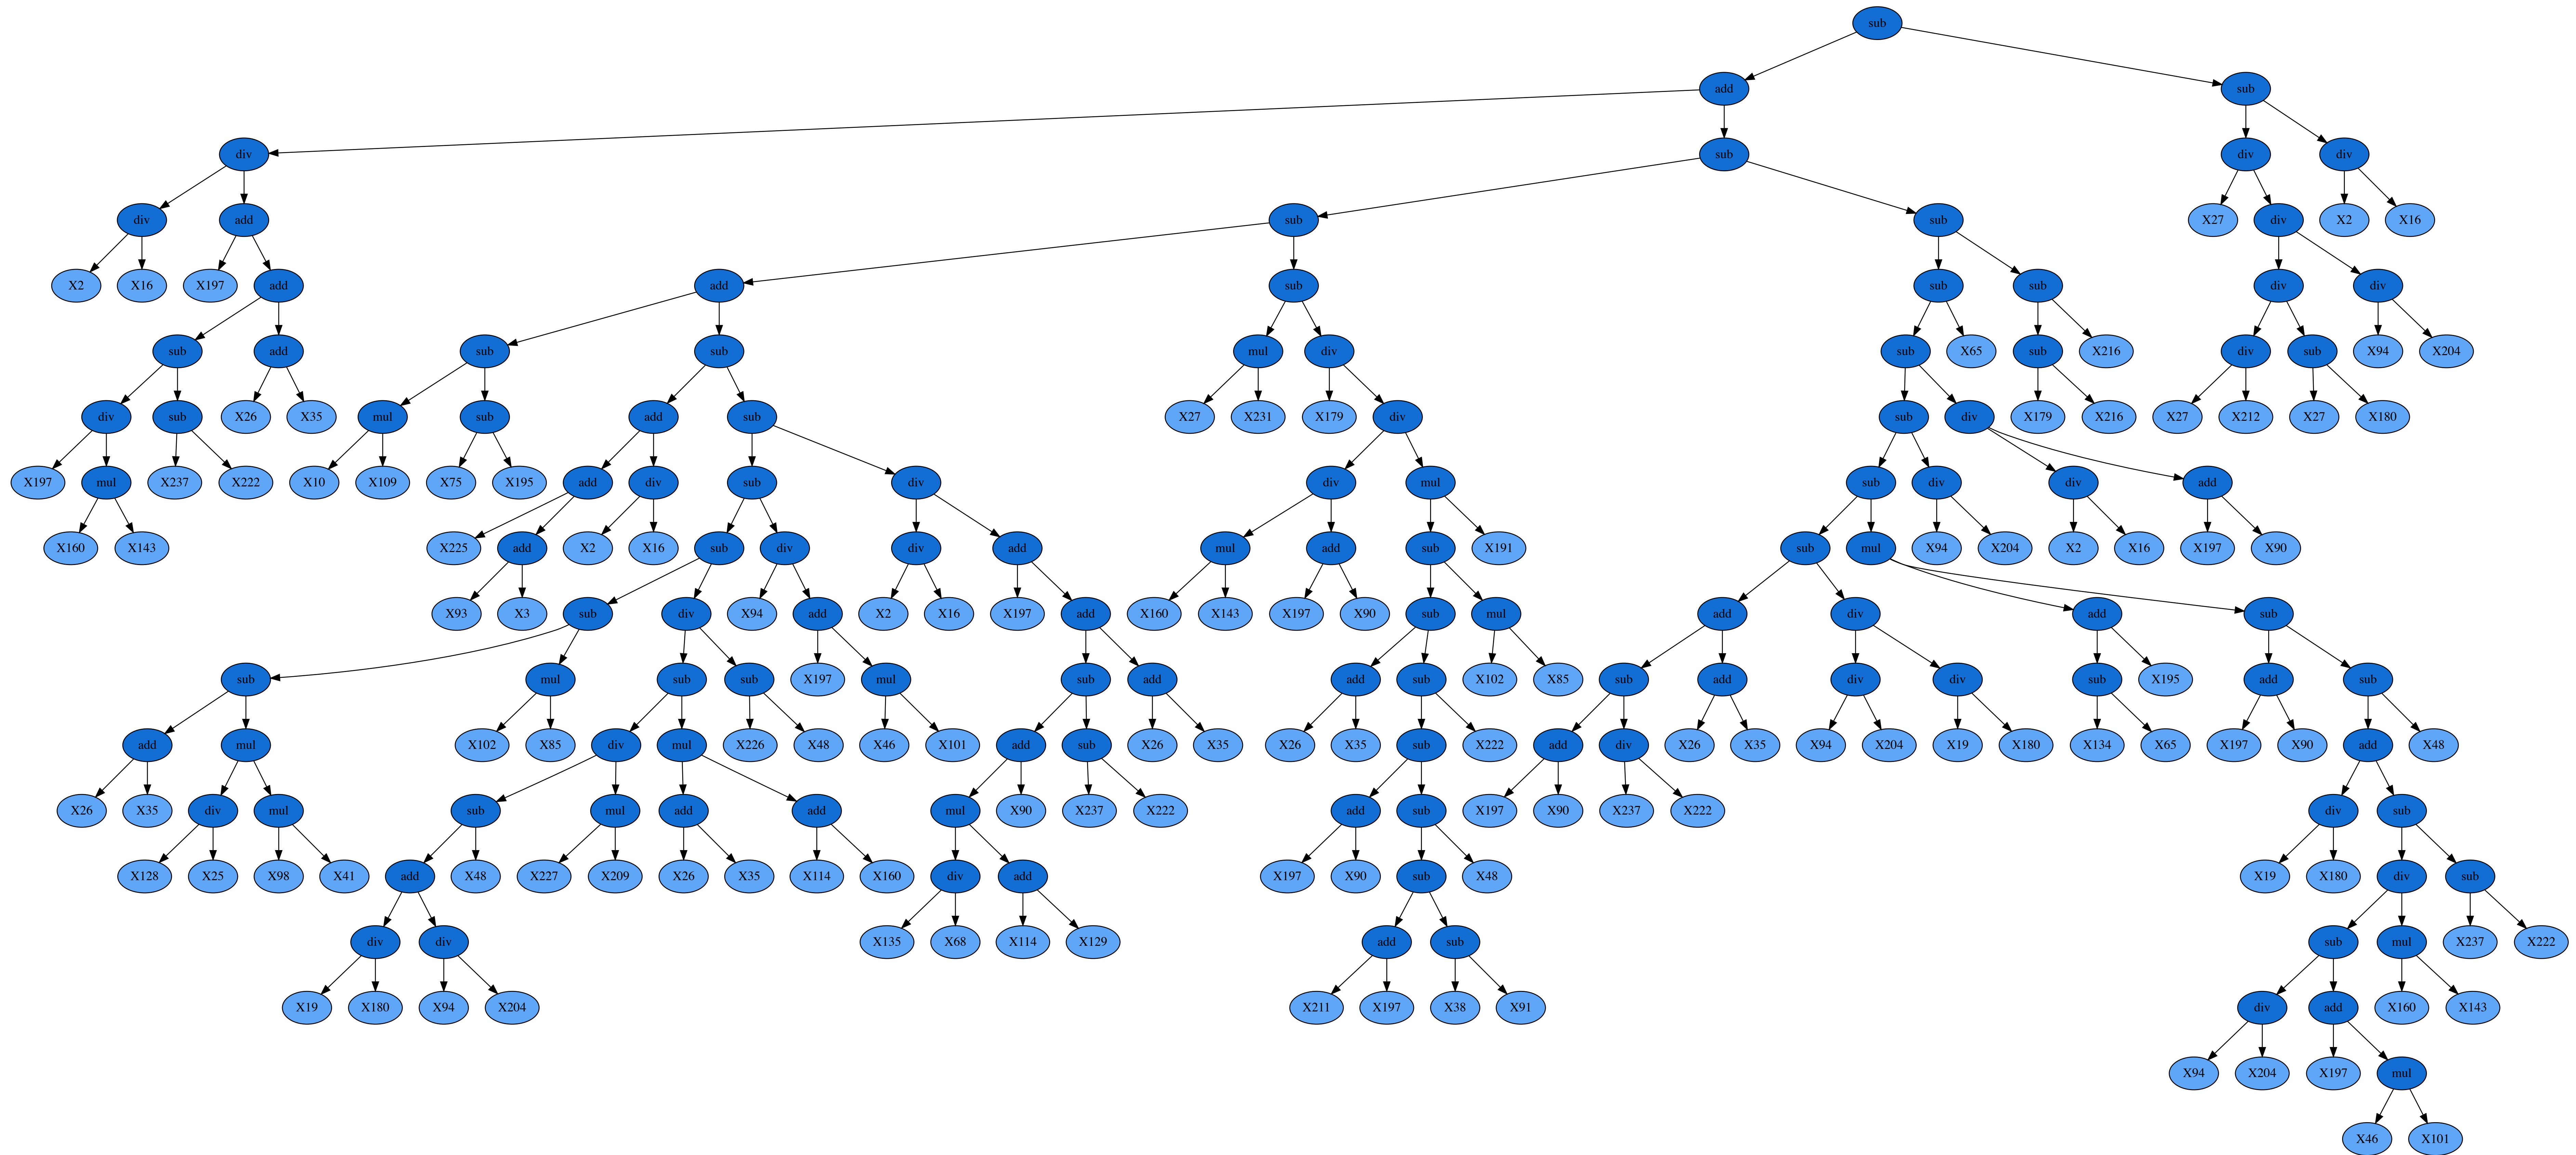 sub
add sub
div sub div div
div add sub sub X27 div X2 X16
X2 X16 X197 add add sub sub sub div div
sub add sub sub mul div sub X65 sub X216 div sub X94 X204
div sub X26 X35 mul sub add sub X27 X231 X179 div sub div X179 X216 X27 X212 X27 X180
X197 mul X237 X222 X10 X109 X75 X195 add div sub div div mul sub div div add
X160 X143 X225 add X2 X16 sub div div add mul add sub X191 sub mul X94 X204 X2 X16 X197 X90
X93 X3 sub div X94 add X2 X16 X197 add X160 X143 X197 X90 sub mul add div add sub
sub mul sub sub X197 mul sub add add sub X102 X85 sub add div div sub X195 add sub
add mul X102 X85 div mul X226 X48 X46 X101 add sub X26 X35 X26 X35 sub X222 add div X26 X35 X94 X204 X19 X180 X134 X65 X197 X90 add X48
X26 X35 div mul sub mul add add mul X90 X237 X222 add sub X197 X90 X237 X222 div sub
X128 X25 X98 X41 add X48 X227 X209 X26 X35 X114 X160 div add X197 X90 sub X48 X19 X180 div sub
div div X135 X68 X114 X129 add sub sub mul X237 X222
X19 X180 X94 X204 X211 X197 X38 X91 div add X160 X143
X94 X204 X197 mul
X46 X101